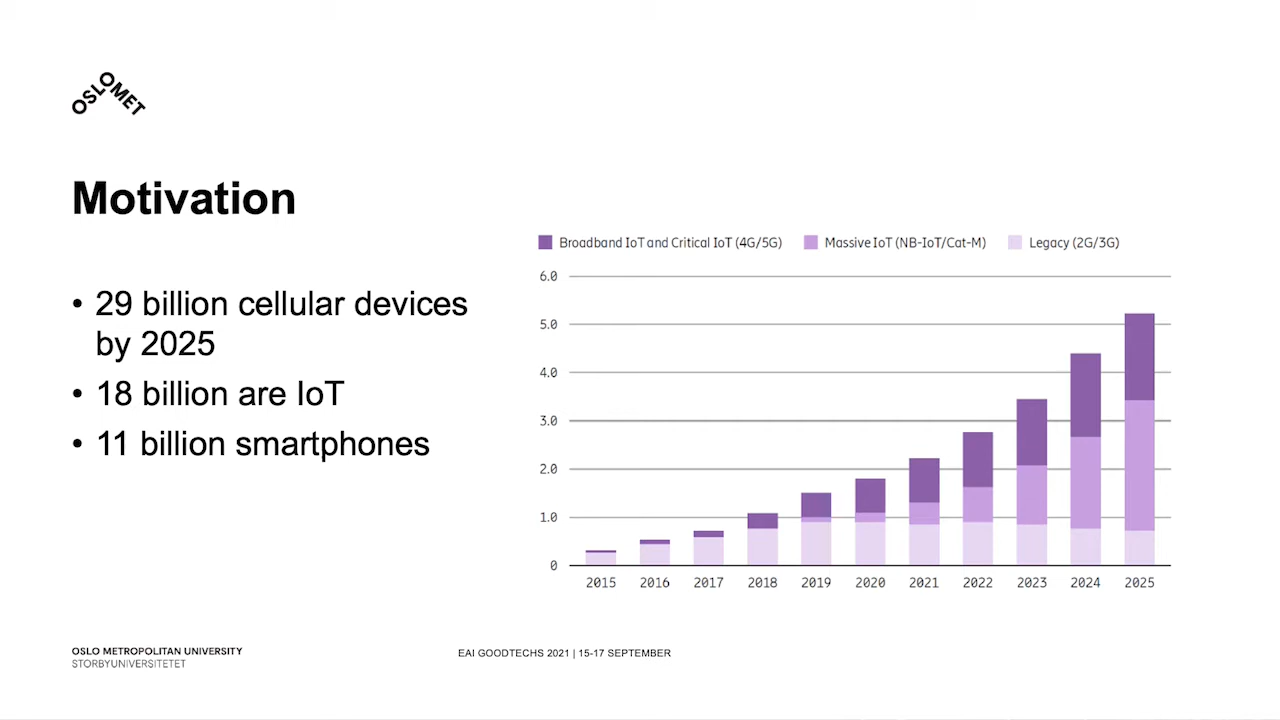 OSLOMET
Motivation
• 29 billion cellular devices
by 2025
• 18 billion are IoT
• 11 billion smartphones
Broadband IoT and Critical IoT (4G/5G) Massive IoT (NB-IoT/Cat-M) Legacy (2G/3G)
6.0
5.0
4.0
3.0
2.0
1.0
0
2015 2016 2017 2018 2019 2020 2021 2022 2023 2024 2025
OSLO METROPOLITAN UNIVERSITY
STORBYUNIVERSITETET
EAI GOODTECHS 2021 | 15-17 SEPTEMBER